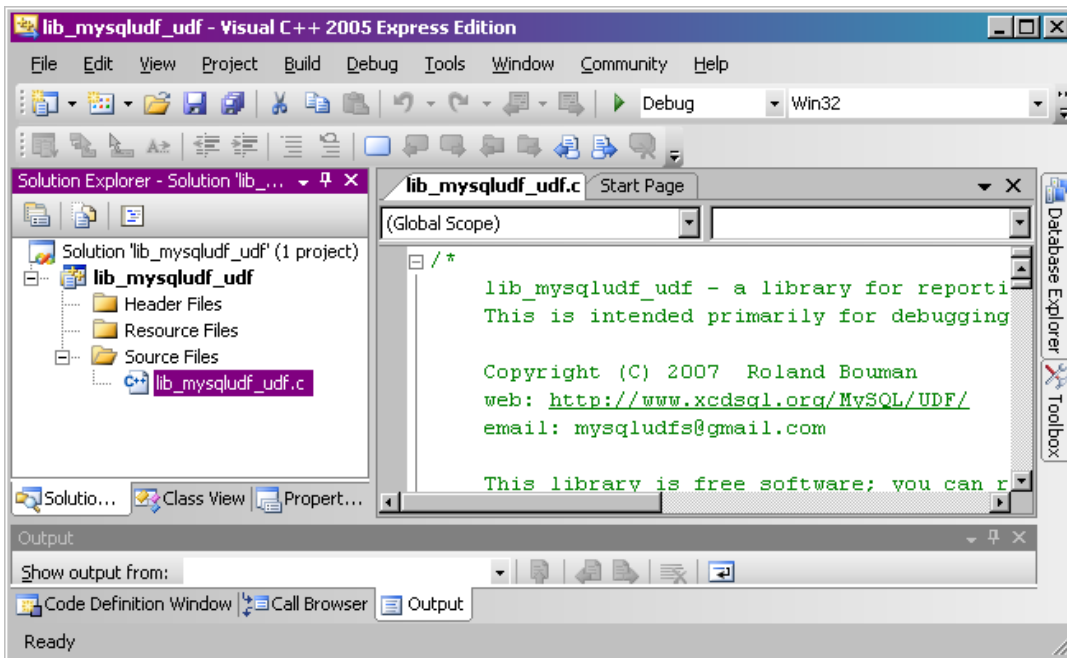 lib_mysqludf_udf - Visual C++ 2005 Express Edition
File Edit View Project Build Debug Tools Window Community Help
Debug Win32
Solution Explorer - Solution 'lib_...
Solution 'lib_mysqludf_udf' (1 project)
lib_mysqludf_udf
Header Files
Resource Files
Source Files
lib_mysqludf_udf.c
Solutio... Class View Propert...
lib_mysqludf_udf.c Start Page
(Global Scope)
/*
lib_mysqludf_udf - a library for reporti
This is intended primarily for debugging
Copyright (C) 2007 Roland Bouman
web: http://www.xcdsql.org/MySQL/UDF/
email: mysqludfs@gmail.com
This library is free software; you can r
Database Explorer
Toolbox
Output
Show output from:
Code Definition Window Call Browser Output
Ready